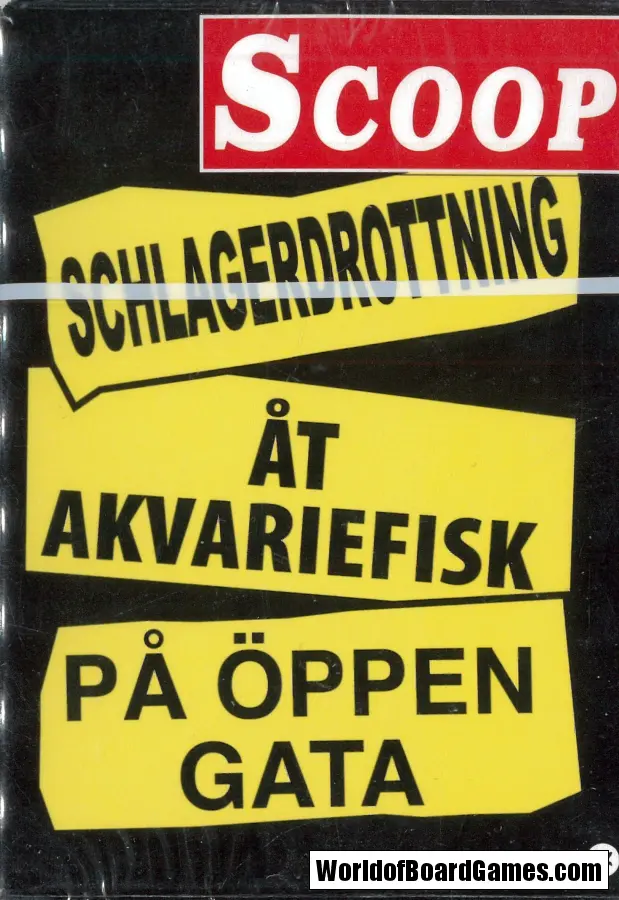 SCOOP
SCHLAGERDROTTNING
ÅT
AKVARIEFISK
PÅ ÖPPEN
GATA
WorldofBoardGames.com